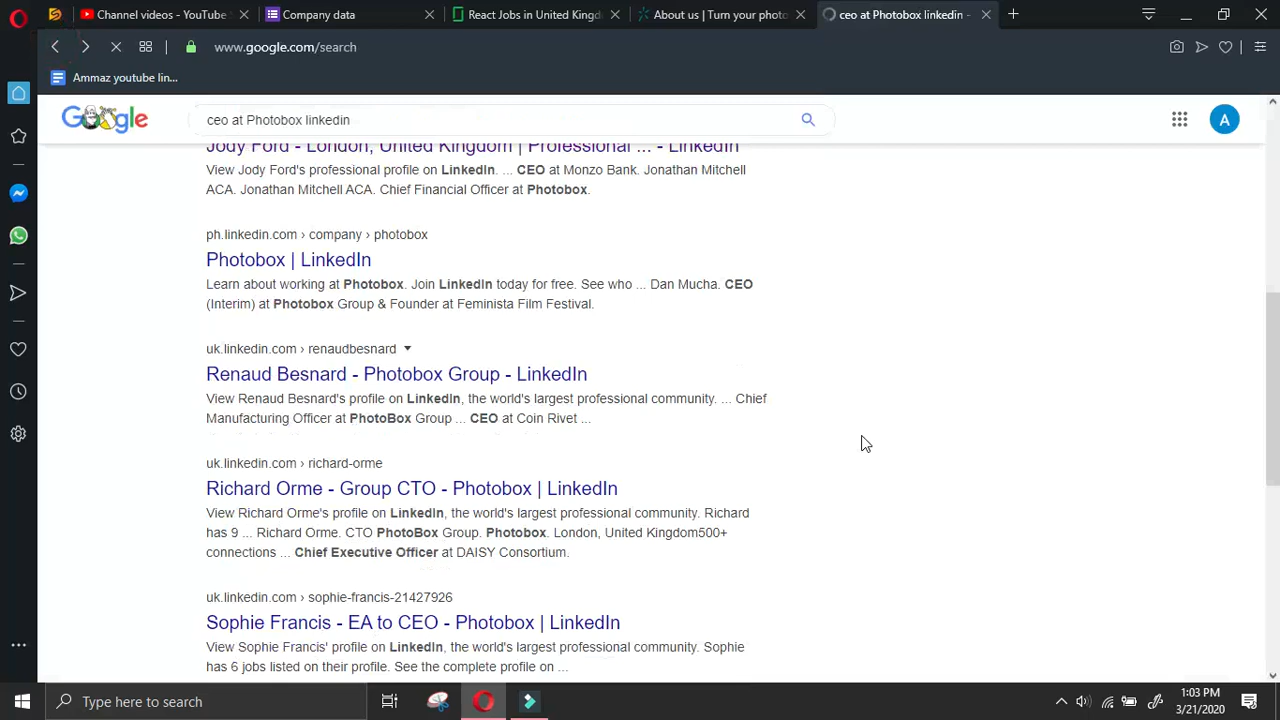 Channel videos - YouTube S
Company data
React Jobs in United Kingd
About us | Turn your photo
ceo at Photobox linkedin -
www.google.com/search
Ammaz youtube lin...
Google
ceo at Photobox linkedin
A
Jody Ford - London, United Kingdom | Professional ... - LinkedIn
View Jody Ford's professional profile on LinkedIn. ... CEO at Monzo Bank. Jonathan Mitchell
ACA. Jonathan Mitchell ACA. Chief Financial Officer at Photobox.
ph.linkedin.com › company › photobox
Photobox | LinkedIn
Learn about working at Photobox. Join LinkedIn today for free. See who ... Dan Mucha. CEO
(Interim) at Photobox Group & Founder at Feminista Film Festival.
uk.linkedin.com › renaudbesnard
Renaud Besnard - Photobox Group - LinkedIn
View Renaud Besnard's profile on LinkedIn, the world's largest professional community. ... Chief
Manufacturing Officer at PhotoBox Group ... CEO at Coin Rivet ...
uk.linkedin.com › richard-orme
Richard Orme - Group CTO - Photobox | LinkedIn
View Richard Orme's profile on LinkedIn, the world's largest professional community. Richard
has 9 ... Richard Orme. CTO PhotoBox Group. Photobox. London, United Kingdom500+
connections ... Chief Executive Officer at DAISY Consortium.
uk.linkedin.com › sophie-francis-21427926
Sophie Francis - EA to CEO - Photobox | LinkedIn
View Sophie Francis' profile on LinkedIn, the world's largest professional community. Sophie
has 6 jobs listed on their profile. See the complete profile on ...
Type here to search
1:03 PM
3/21/2020